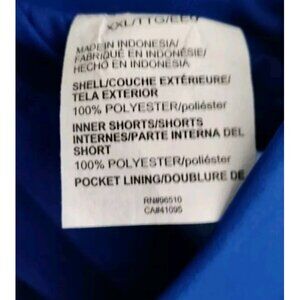 XXL/TTG/EEG
MADE IN INDONESIA/
FABRIQUÉ EN INDONÉSIE/
HECHO EN INDONESIA
SHELL/COUCHE EXTÉRIEURE/
TELA EXTERIOR
100% POLYESTER/poliéster
INNER SHORTS/SHORTS
INTERNES/PARTE INTERNA DEL
SHORT
100% POLYESTER/poliéster
POCKET LINING/DOUBLURE DE
RN#96510
CA#41095